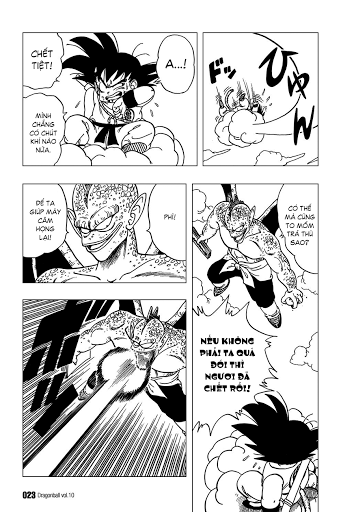 ドッ
ひゅーん
A...!
CHẾT
TIỆT!
MÌNH
CHẲNG
CÓ CHÚT
KHÍ NÀO
NỮA.
CÓ THẾ
MÀ CŨNG
TO MỒM
TRẢ THÙ
SAO?
PHÌ!
ĐỂ TA
GIÚP MÀY
CÂM
HỌNG
LẠI!
NẾU KHÔNG
PHẢI TA QUÁ
ĐÓI THÌ
NGƯƠI ĐÃ
CHẾT RỒI!
023 Dragonball vol.10